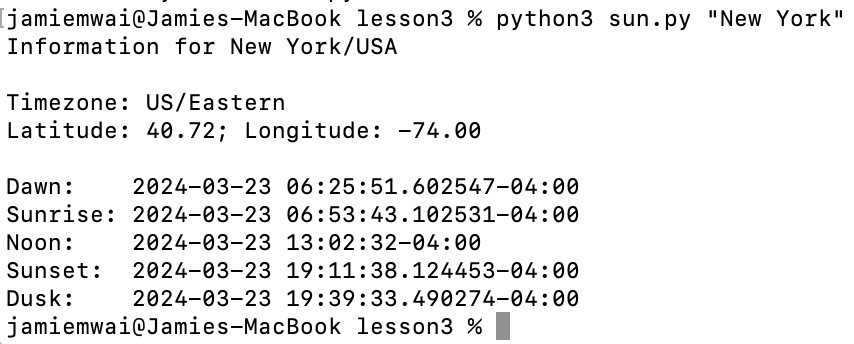 jamiemwai@Jamies-MacBook lesson3 % python3 sun.py "New York"
Information for New York/USA
Timezone: US/Eastern
Latitude: 40.72; Longitude: -74.00
Dawn:    2024-03-23 06:25:51.602547-04:00
Sunrise: 2024-03-23 06:53:43.102531-04:00
Noon:    2024-03-23 13:02:32-04:00
Sunset:  2024-03-23 19:11:38.124453-04:00
Dusk:    2024-03-23 19:39:33.490274-04:00
jamiemwai@Jamies-MacBook lesson3 %